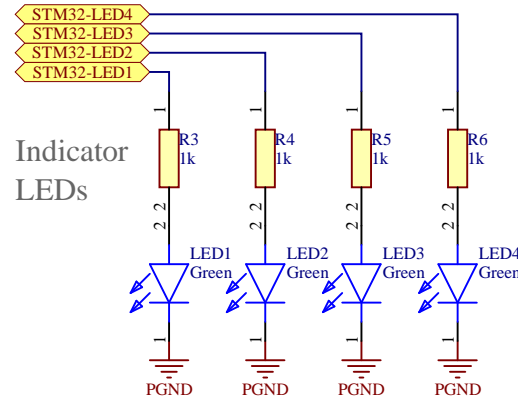 STM32-LED4
STM32-LED3
STM32-LED2
STM32-LED1
1 1 1 1
R3 R4 R5 R6
1k 1k 1k 1k
Indicator
LEDs
2 2 2 2
2 2 2 2
LED1 LED2 LED3 LED4
Green Green Green Green
1 1 1 1
PGND PGND PGND PGND